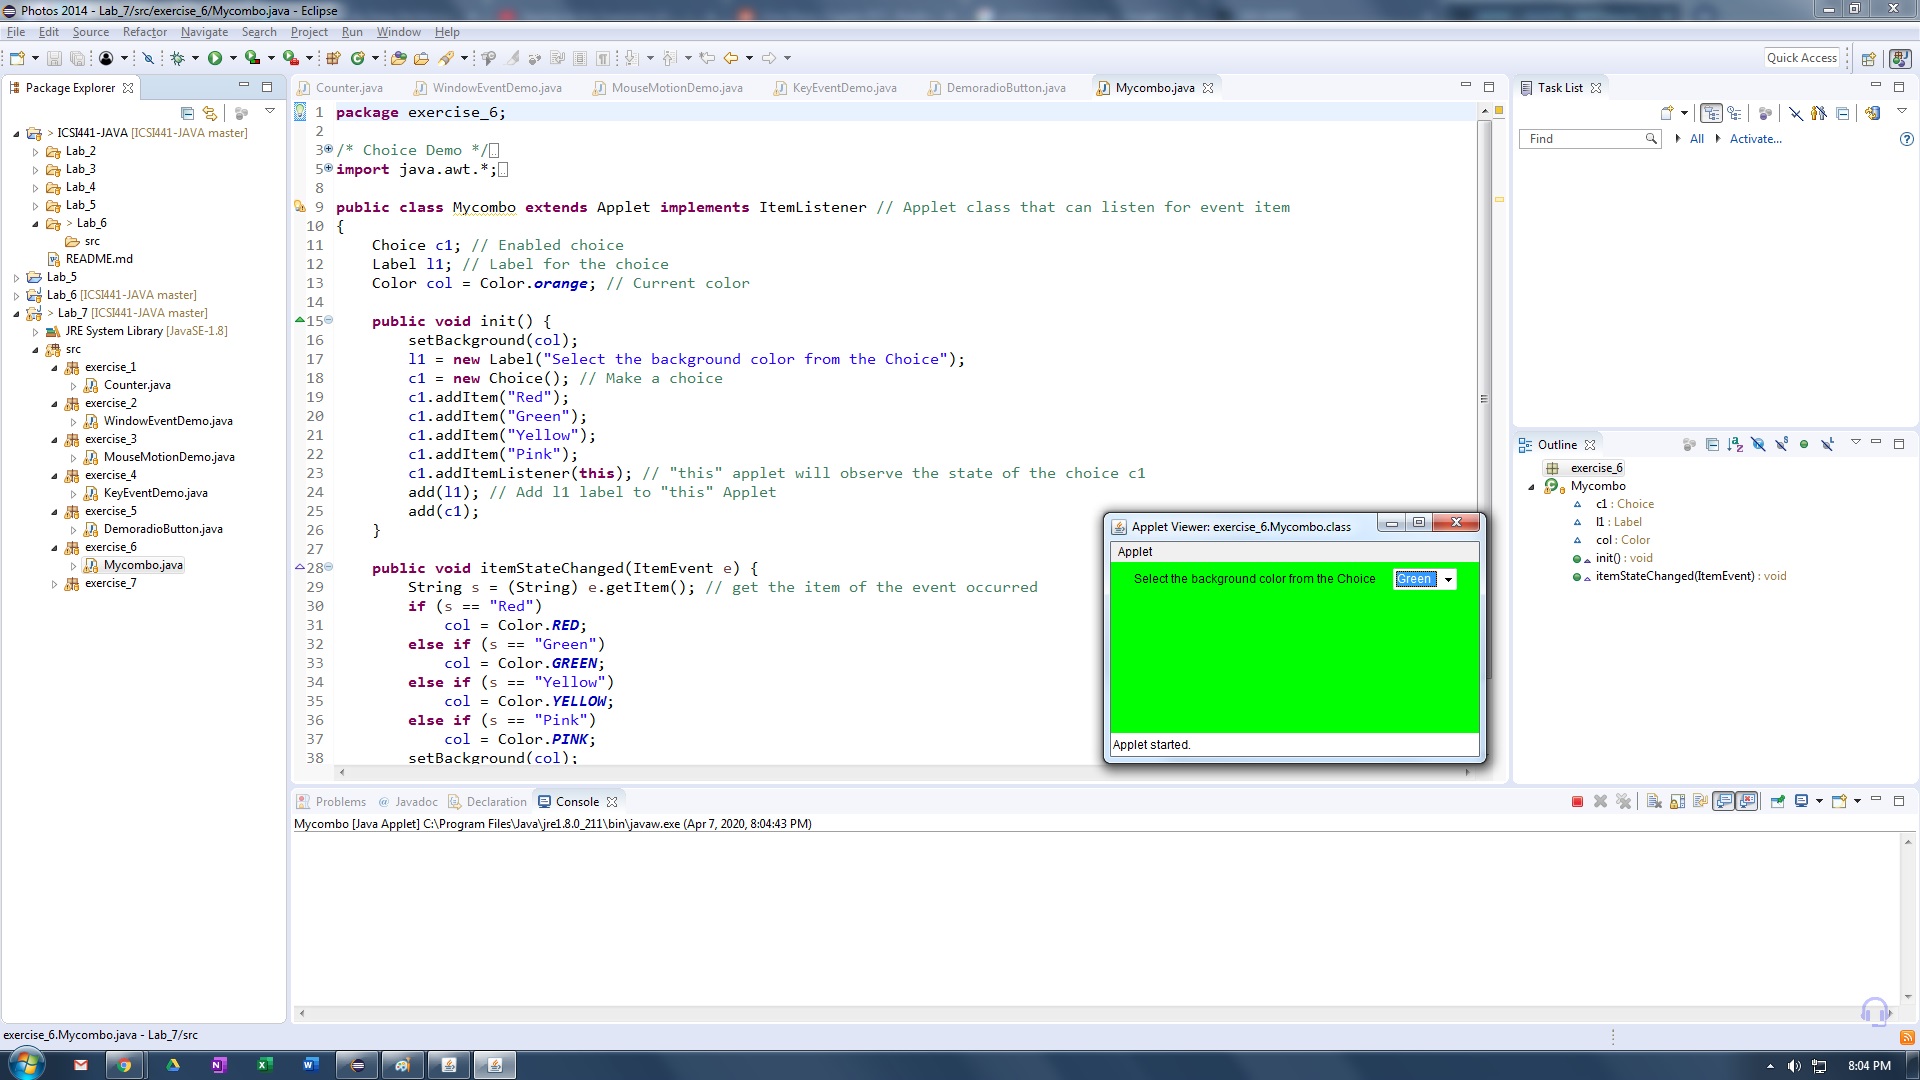 Photos 2014 - Lab_7/src/exercise_6/Mycombo.java - Eclipse
File Edit Source Refactor Navigate Search Project Run Window Help
Quick Access
Package Explorer
ICSI441-JAVA [ICSI441-JAVA master]
Lab_2
Lab_3
Lab_4
Lab_5
> Lab_6
src
README.md
Lab_5
Lab_6 [ICSI441-JAVA master]
> Lab_7 [ICSI441-JAVA master]
JRE System Library [JavaSE-1.8]
src
exercise_1
Counter.java
exercise_2
WindowEventDemo.java
exercise_3
MouseMotionDemo.java
exercise_4
KeyEventDemo.java
exercise_5
DemoradioButton.java
exercise_6
Mycombo.java
exercise_7
Counter.java WindowEventDemo.java MouseMotionDemo.java KeyEventDemo.java DemoradioButton.java Mycombo.java
1 package exercise_6;
2
3 /* Choice Demo */
5 import java.awt.*;
8
9 public class Mycombo extends Applet implements ItemListener // Applet class that can listen for event item
10 {
11 Choice c1; // Enabled choice
12 Label l1; // Label for the choice
13 Color col = Color.orange; // Current color
14
15 public void init() {
16 setBackground(col);
17 l1 = new Label("Select the background color from the Choice");
18 c1 = new Choice(); // Make a choice
19 c1.addItem("Red");
20 c1.addItem("Green");
21 c1.addItem("Yellow");
22 c1.addItem("Pink");
23 c1.addItemListener(this); // "this" applet will observe the state of the choice c1
24 add(l1); // Add l1 label to "this" Applet
25 add(c1);
26 }
27
28 public void itemStateChanged(ItemEvent e) {
29 String s = (String) e.getItem(); // get the item of the event occurred
30 if (s == "Red")
31 col = Color.RED;
32 else if (s == "Green")
33 col = Color.GREEN;
34 else if (s == "Yellow")
35 col = Color.YELLOW;
36 else if (s == "Pink")
37 col = Color.PINK;
38 setBackground(col);
Applet Viewer: exercise_6.Mycombo.class
Applet
Select the background color from the Choice Green
Applet started.
Task List
Find All Activate...
Outline
exercise_6
Mycombo
c1 : Choice
l1 : Label
col : Color
init() : void
itemStateChanged(ItemEvent) : void
Problems @ Javadoc Declaration Console
Mycombo [Java Applet] C:\Program Files\Java\jre1.8.0_211\bin\javaw.exe (Apr 7, 2020, 8:04:43 PM)
exercise_6.Mycombo.java - Lab_7/src
8:04 PM